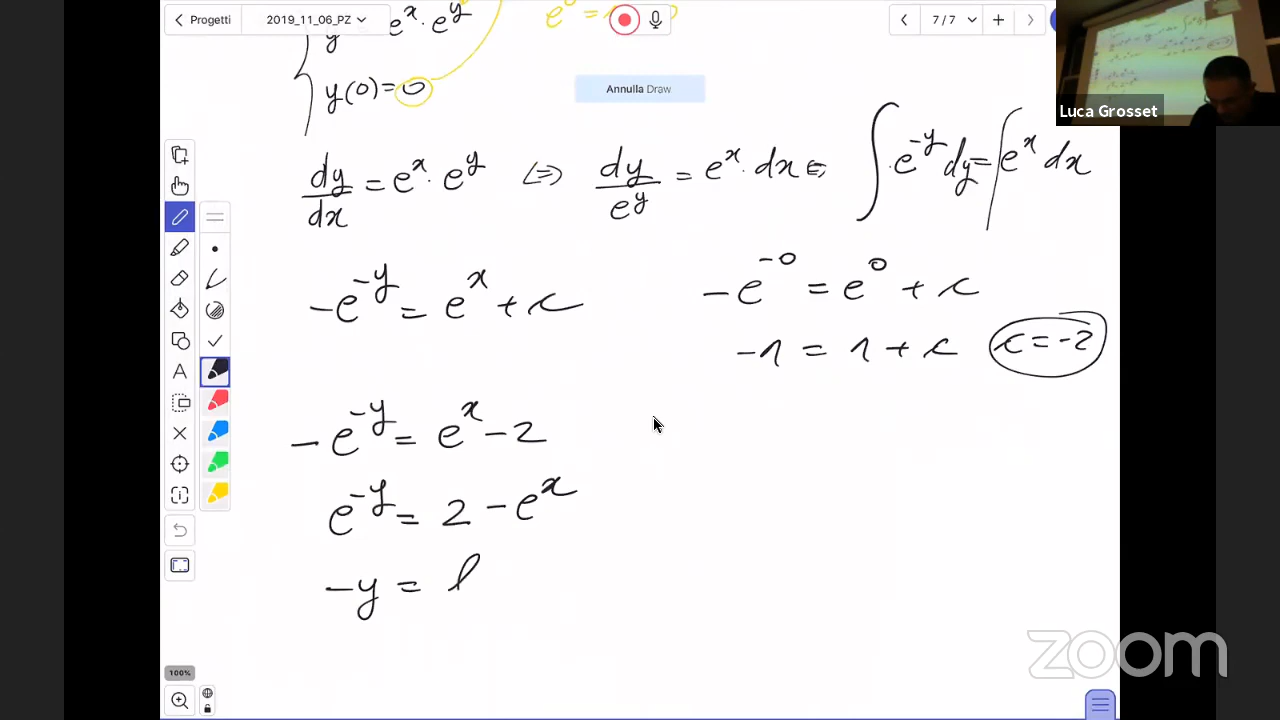 Progetti 2019_11_06_PZ 7/7
y e^x · e^y
y(0)=0
Annulla Draw
Luca Grosset
dy/dx = e^x · e^y ⇔ dy/e^y = e^x · dx ∫ e^-y dy = ∫ e^x dx
-e^-y = e^x + c
-e^-0 = e^0 + c
-1 = 1 + c c = -2
-e^-y = e^x - 2
e^-y = 2 - e^x
-y = l
A
100%
zoom